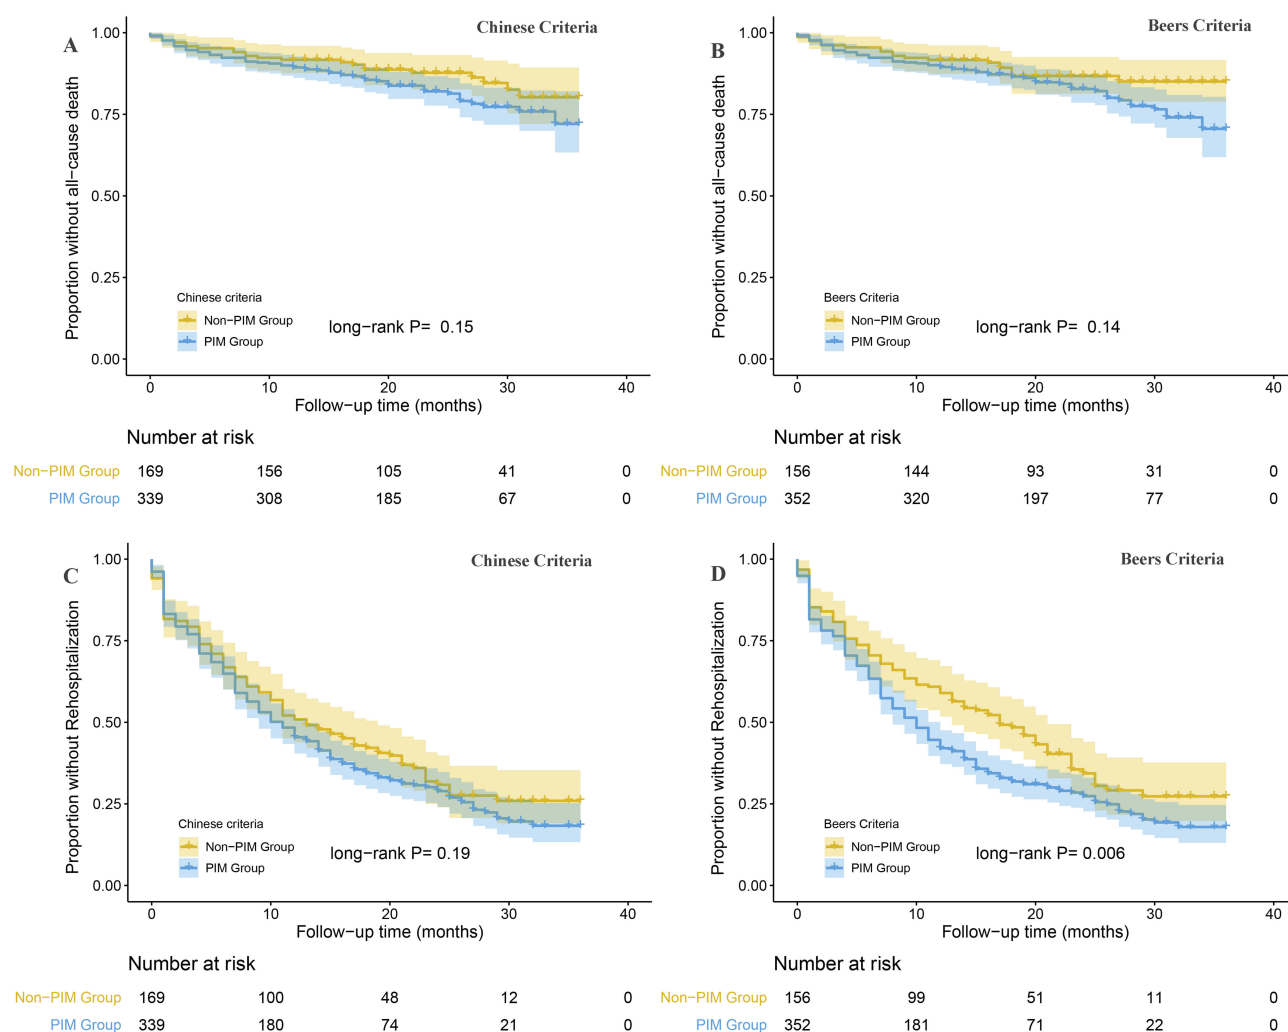 A
Chinese Criteria
Proportion without all−cause death
1.00
0.75
0.50
0.25
0.00
Chinese criteria
Non−PIM Group
PIM Group
long−rank P= 0.15
0 10 20 30 40
Follow−up time (months)
Number at risk
Non−PIM Group 169 156 105 41 0
PIM Group 339 308 185 67 0
B
Beers Criteria
Proportion without all−cause death
1.00
0.75
0.50
0.25
0.00
Beers Criteria
Non−PIM Group
PIM Group
long−rank P= 0.14
0 10 20 30 40
Follow−up time (months)
Number at risk
Non−PIM Group 156 144 93 31 0
PIM Group 352 320 197 77 0
C
Chinese Criteria
Proportion without Rehospitalization
1.00
0.75
0.50
0.25
0.00
Chinese criteria
Non−PIM Group
PIM Group
long−rank P= 0.19
0 10 20 30 40
Follow−up time (months)
Number at risk
Non−PIM Group 169 100 48 12 0
PIM Group 339 180 74 21 0
D
Beers Criteria
Proportion without Rehospitalization
1.00
0.75
0.50
0.25
0.00
Beers Criteria
Non−PIM Group
PIM Group
long−rank P= 0.006
0 10 20 30 40
Follow−up time (months)
Number at risk
Non−PIM Group 156 99 51 11 0
PIM Group 352 181 71 22 0